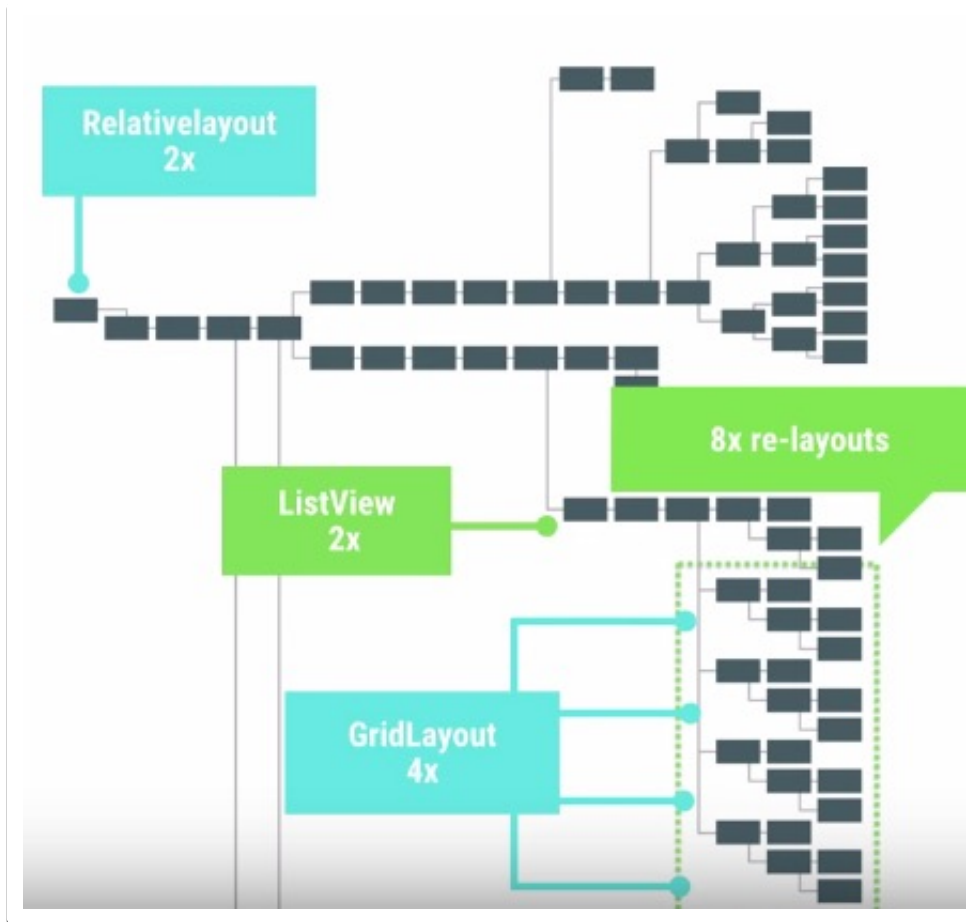 Relativelayout
2x
8x re-layouts
ListView
2x
GridLayout
4x